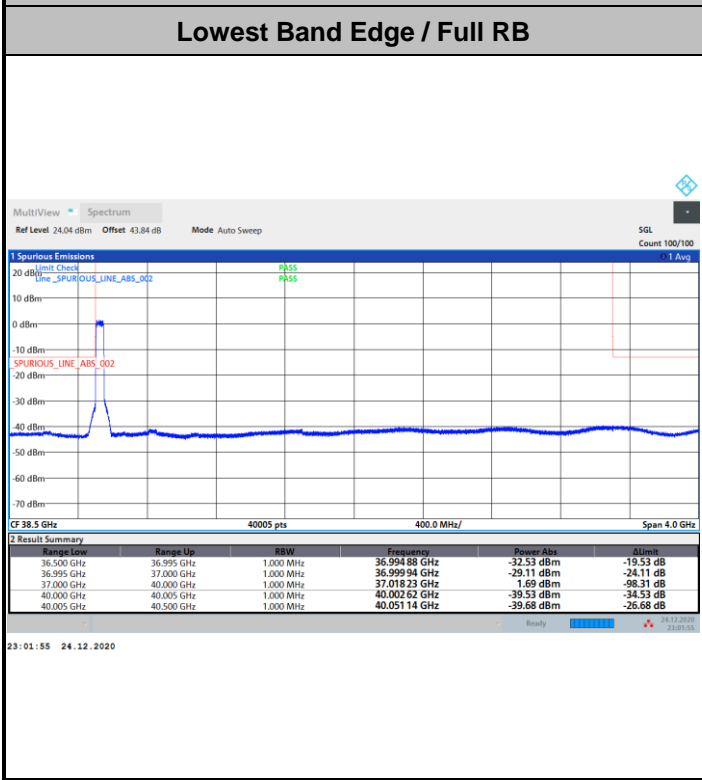 Lowest Band Edge / Full RB
MultiView Spectrum
Ref Level 24.04 dBm Offset 43.84 dB Mode Auto Sweep SGL
Count 100/100
1 Spurious Emissions 1 Avg
Limit Check PASS
20 dBm
Line _SPURIOUS_LINE_ABS_002 PASS
10 dBm
0 dBm
-10 dBm
_SPURIOUS_LINE_ABS_002
-20 dBm
-30 dBm
-40 dBm
-50 dBm
-60 dBm
-70 dBm
CF 38.5 GHz 40005 pts 400.0 MHz/ Span 4.0 GHz
2 Result Summary
Range Low Range Up RBW Frequency Power Abs ΔLimit
36.500 GHz 36.995 GHz 1.000 MHz 36.994 88 GHz -32.53 dBm -19.53 dB
36.995 GHz 37.000 GHz 1.000 MHz 36.999 94 GHz -29.11 dBm -24.11 dB
37.000 GHz 40.000 GHz 1.000 MHz 37.018 23 GHz 1.69 dBm -98.31 dB
40.000 GHz 40.005 GHz 1.000 MHz 40.002 62 GHz -39.53 dBm -34.53 dB
40.005 GHz 40.500 GHz 1.000 MHz 40.051 14 GHz -39.68 dBm -26.68 dB
Ready 24.12.2020
23:01:55
23:01:55 24.12.2020